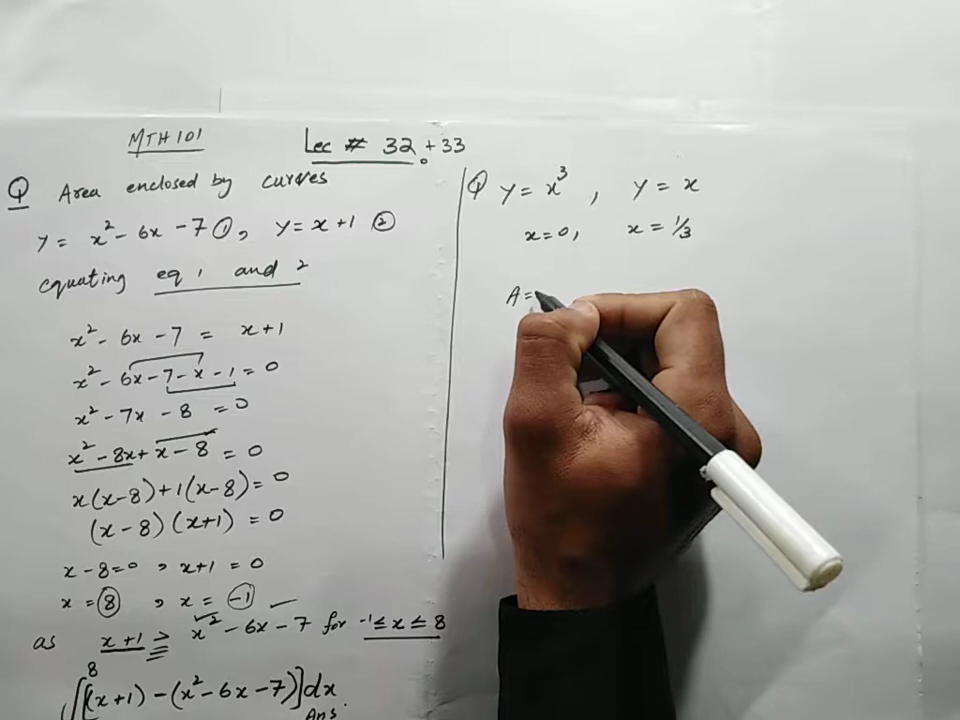 MTH101
Lec # 32 + 33
Q Area enclosed by curves
y = x² - 6x - 7 ①, y = x + 1 ②
equating eq 1 and 2
x² - 6x - 7 = x + 1
x² - 6x - 7 - x - 1 = 0
x² - 7x - 8 = 0
x² - 8x + x - 8 = 0
x(x-8) + 1(x-8) = 0
(x-8)(x+1) = 0
x-8=0, x+1 = 0
x = 8, x = -1
as x+1 ≥ x² - 6x - 7 for -1 ≤ x ≤ 8
∫[(x+1) - (x² - 6x - 7)]dx
8
Ans.
Q y = x³, y = x
x = 0, x = 1/3
A =